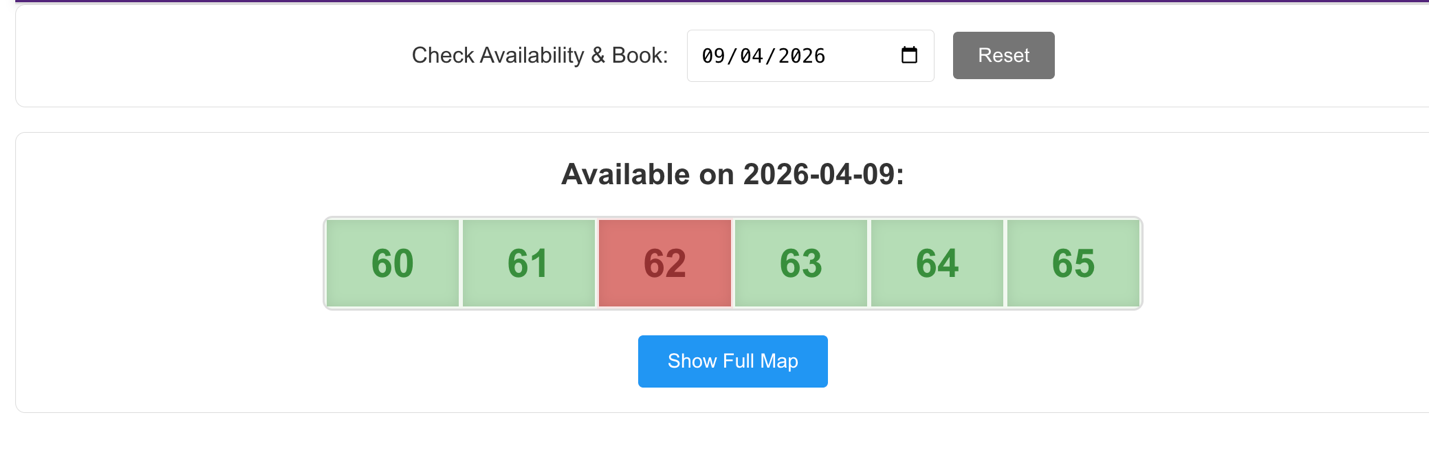 Check Availability & Book: 09/04/2026 Reset
Available on 2026-04-09:
60 61 62 63 64 65
Show Full Map